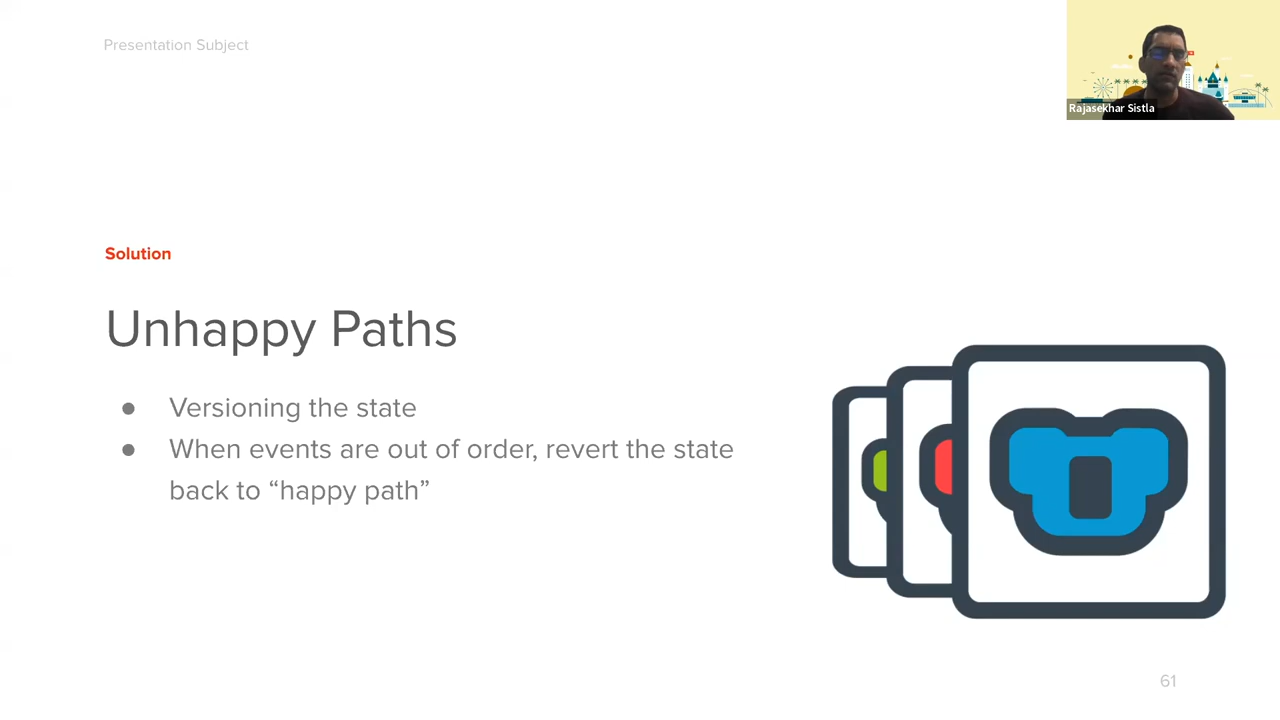 Presentation Subject
Rajasekhar Sistla
Solution
Unhappy Paths
● Versioning the state
● When events are out of order, revert the state
back to “happy path”
61